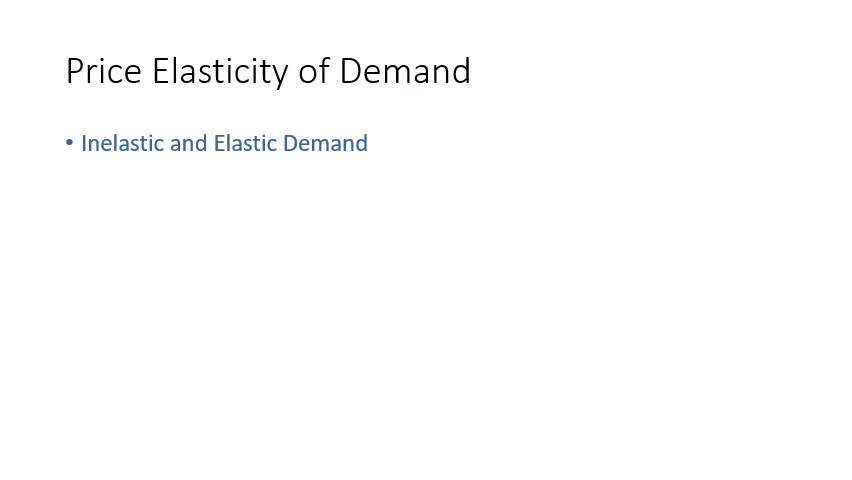 Price Elasticity of Demand
• Inelastic and Elastic Demand